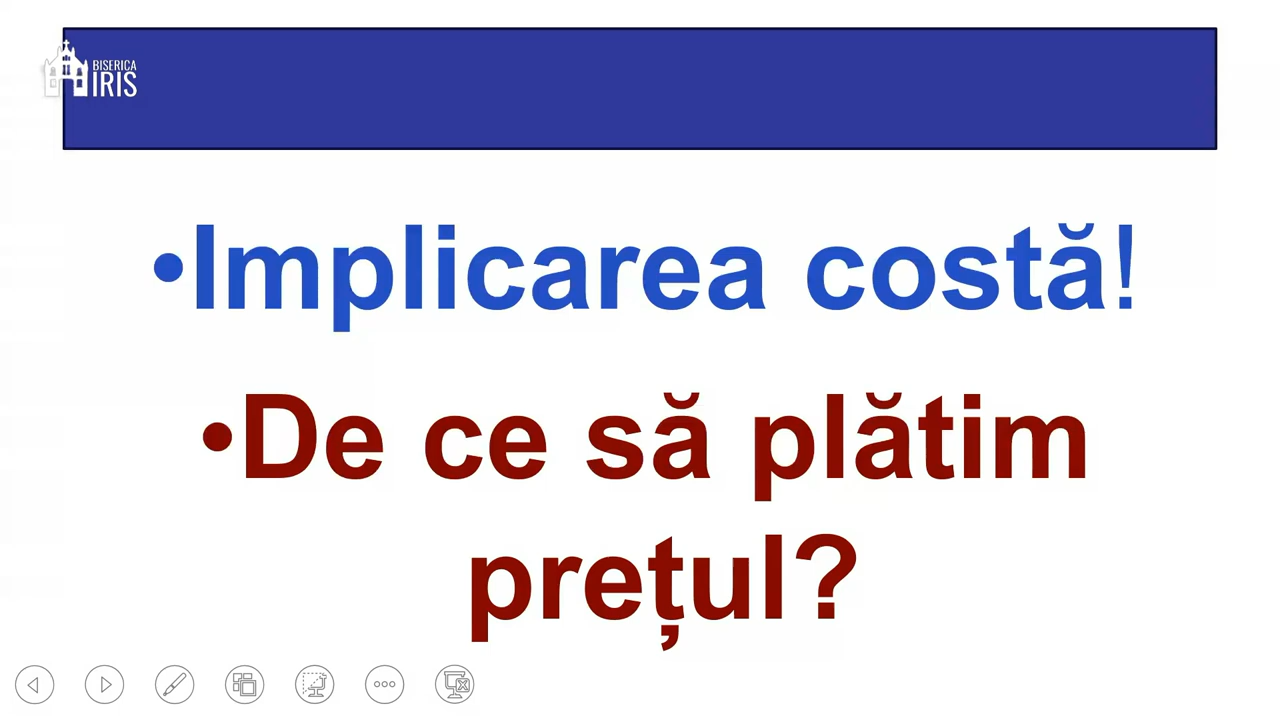 BISERICA
IRIS
•Implicarea costă!
•De ce să plătim
prețul?